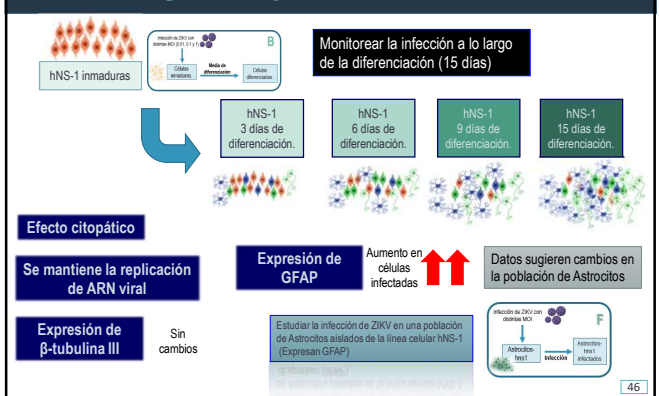 Infección de ZIKV con
distintas MOI (0.01, 0.1 y 1)
B
Células
inmaduras
Media de
diferenciación
Células
diferenciadas
hNS-1 inmaduras
Monitorear la infección a lo largo
de la diferenciación (15 días)
hNS-1
3 días de
diferenciación.
hNS-1
6 días de
diferenciación.
hNS-1
9 días de
diferenciación.
hNS-1
15 días de
diferenciación.
Efecto citopático
Se mantiene la replicación
de ARN viral
Expresión de
β-tubulina III
Sin
cambios
Expresión de
GFAP
Aumento en
células
infectadas
Datos sugieren cambios en
la población de Astrocitos
Estudiar la infección de ZIKV en una población
de Astrocitos aislados de la línea celular hNS-1
(Expresan GFAP)
Infección de ZIKV con
distintas MOI
F
Astrocitos-
hns1
Infección
Astrocitos-
hns1
infectados
46